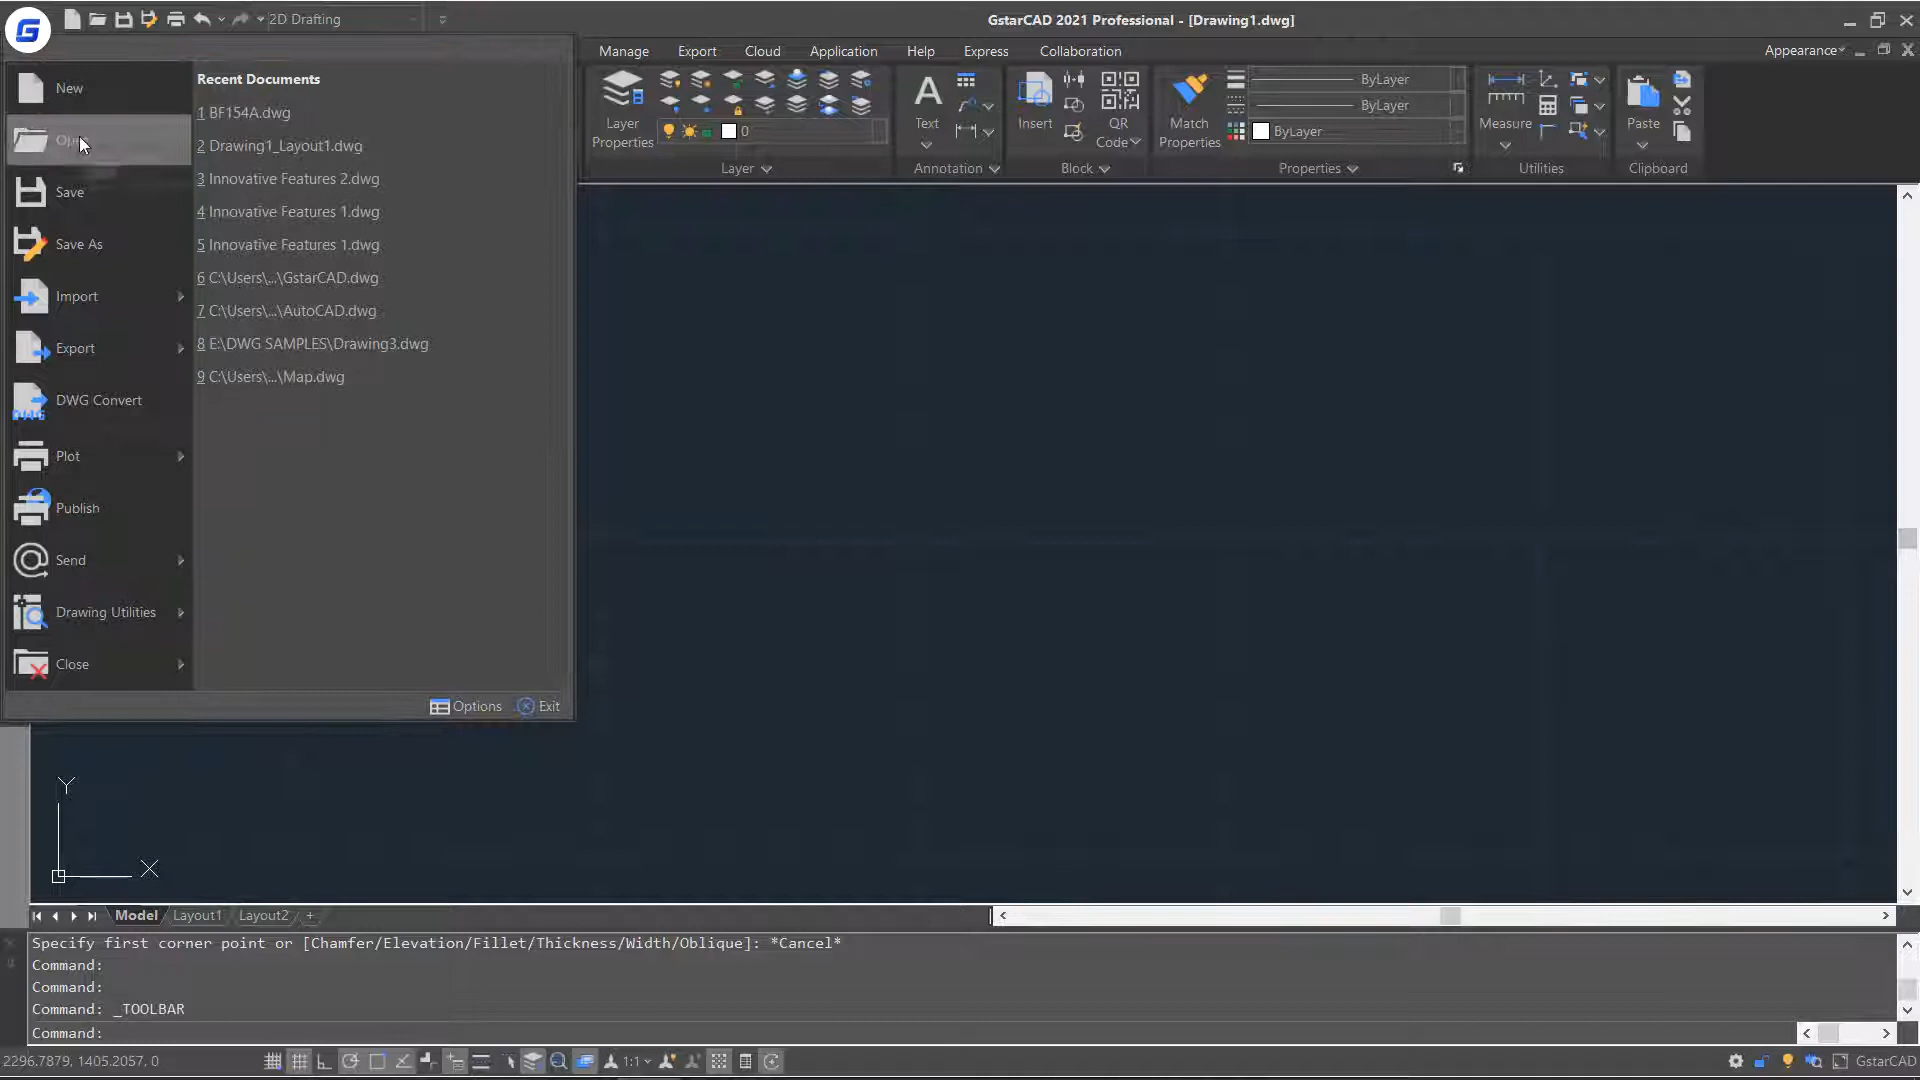 2D Drafting
GstarCAD 2021 Professional - [Drawing1.dwg]
Manage Export Cloud Application Help Express Collaboration Appearance
New
Save
Save As
Import
Export
DWG Convert
Plot
Publish
Send
Drawing Utilities
Close
Recent Documents
1 BF154A.dwg
2 Drawing1_Layout1.dwg
3 Innovative Features 2.dwg
4 Innovative Features 1.dwg
5 Innovative Features 1.dwg
6 C:\Users\...\GstarCAD.dwg
7 C:\Users\...\AutoCAD.dwg
8 E:\DWG SAMPLES\Drawing3.dwg
9 C:\Users\...\Map.dwg
Options Exit
Layer
Properties
0
Layer
A
Text
Annotation
Insert
QR
Code
Block
Match
Properties
ByLayer
ByLayer
ByLayer
Properties
Measure
Utilities
Paste
Clipboard
Y
X
Model Layout1 Layout2 +
Specify first corner point or [Chamfer/Elevation/Fillet/Thickness/Width/Oblique]: *Cancel*
Command:
Command:
Command: _TOOLBAR
Command:
2296.7879, 1405.2057, 0
1:1
GstarCAD